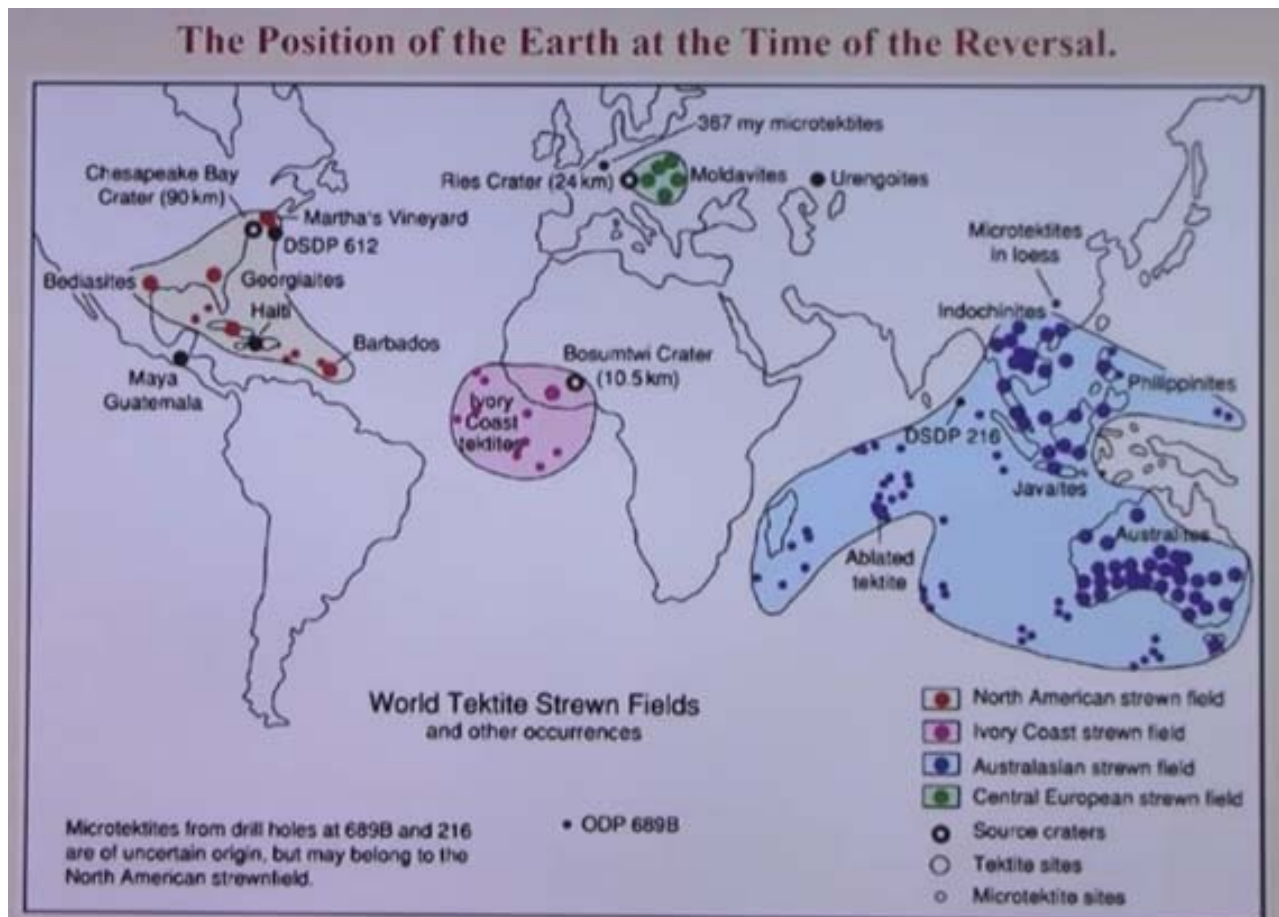 The Position of the Earth at the Time of the Reversal.
367 my microtektites
Chesapeake Bay
Crater (90 km)
Ries Crater (24 km)
Moldavites
Urengoites
Martha's Vineyard
DSDP 612
Microtektites
in loess
Bediasites
Georgiaites
Haiti
Indochinites
Barbados
Bosumtwi Crater
(10.5 km)
Maya
Guatemala
Philippinites
Ivory
Coast
tektites
DSDP 216
Javaites
Australites
Ablated
tektite
World Tektite Strewn Fields
and other occurrences
North American strewn field
Ivory Coast strewn field
Australasian strewn field
Central European strewn field
Source craters
Tektite sites
Microtektite sites
Microtektites from drill holes at 689B and 216
are of uncertain origin, but may belong to the
North American strewnfield.
ODP 689B